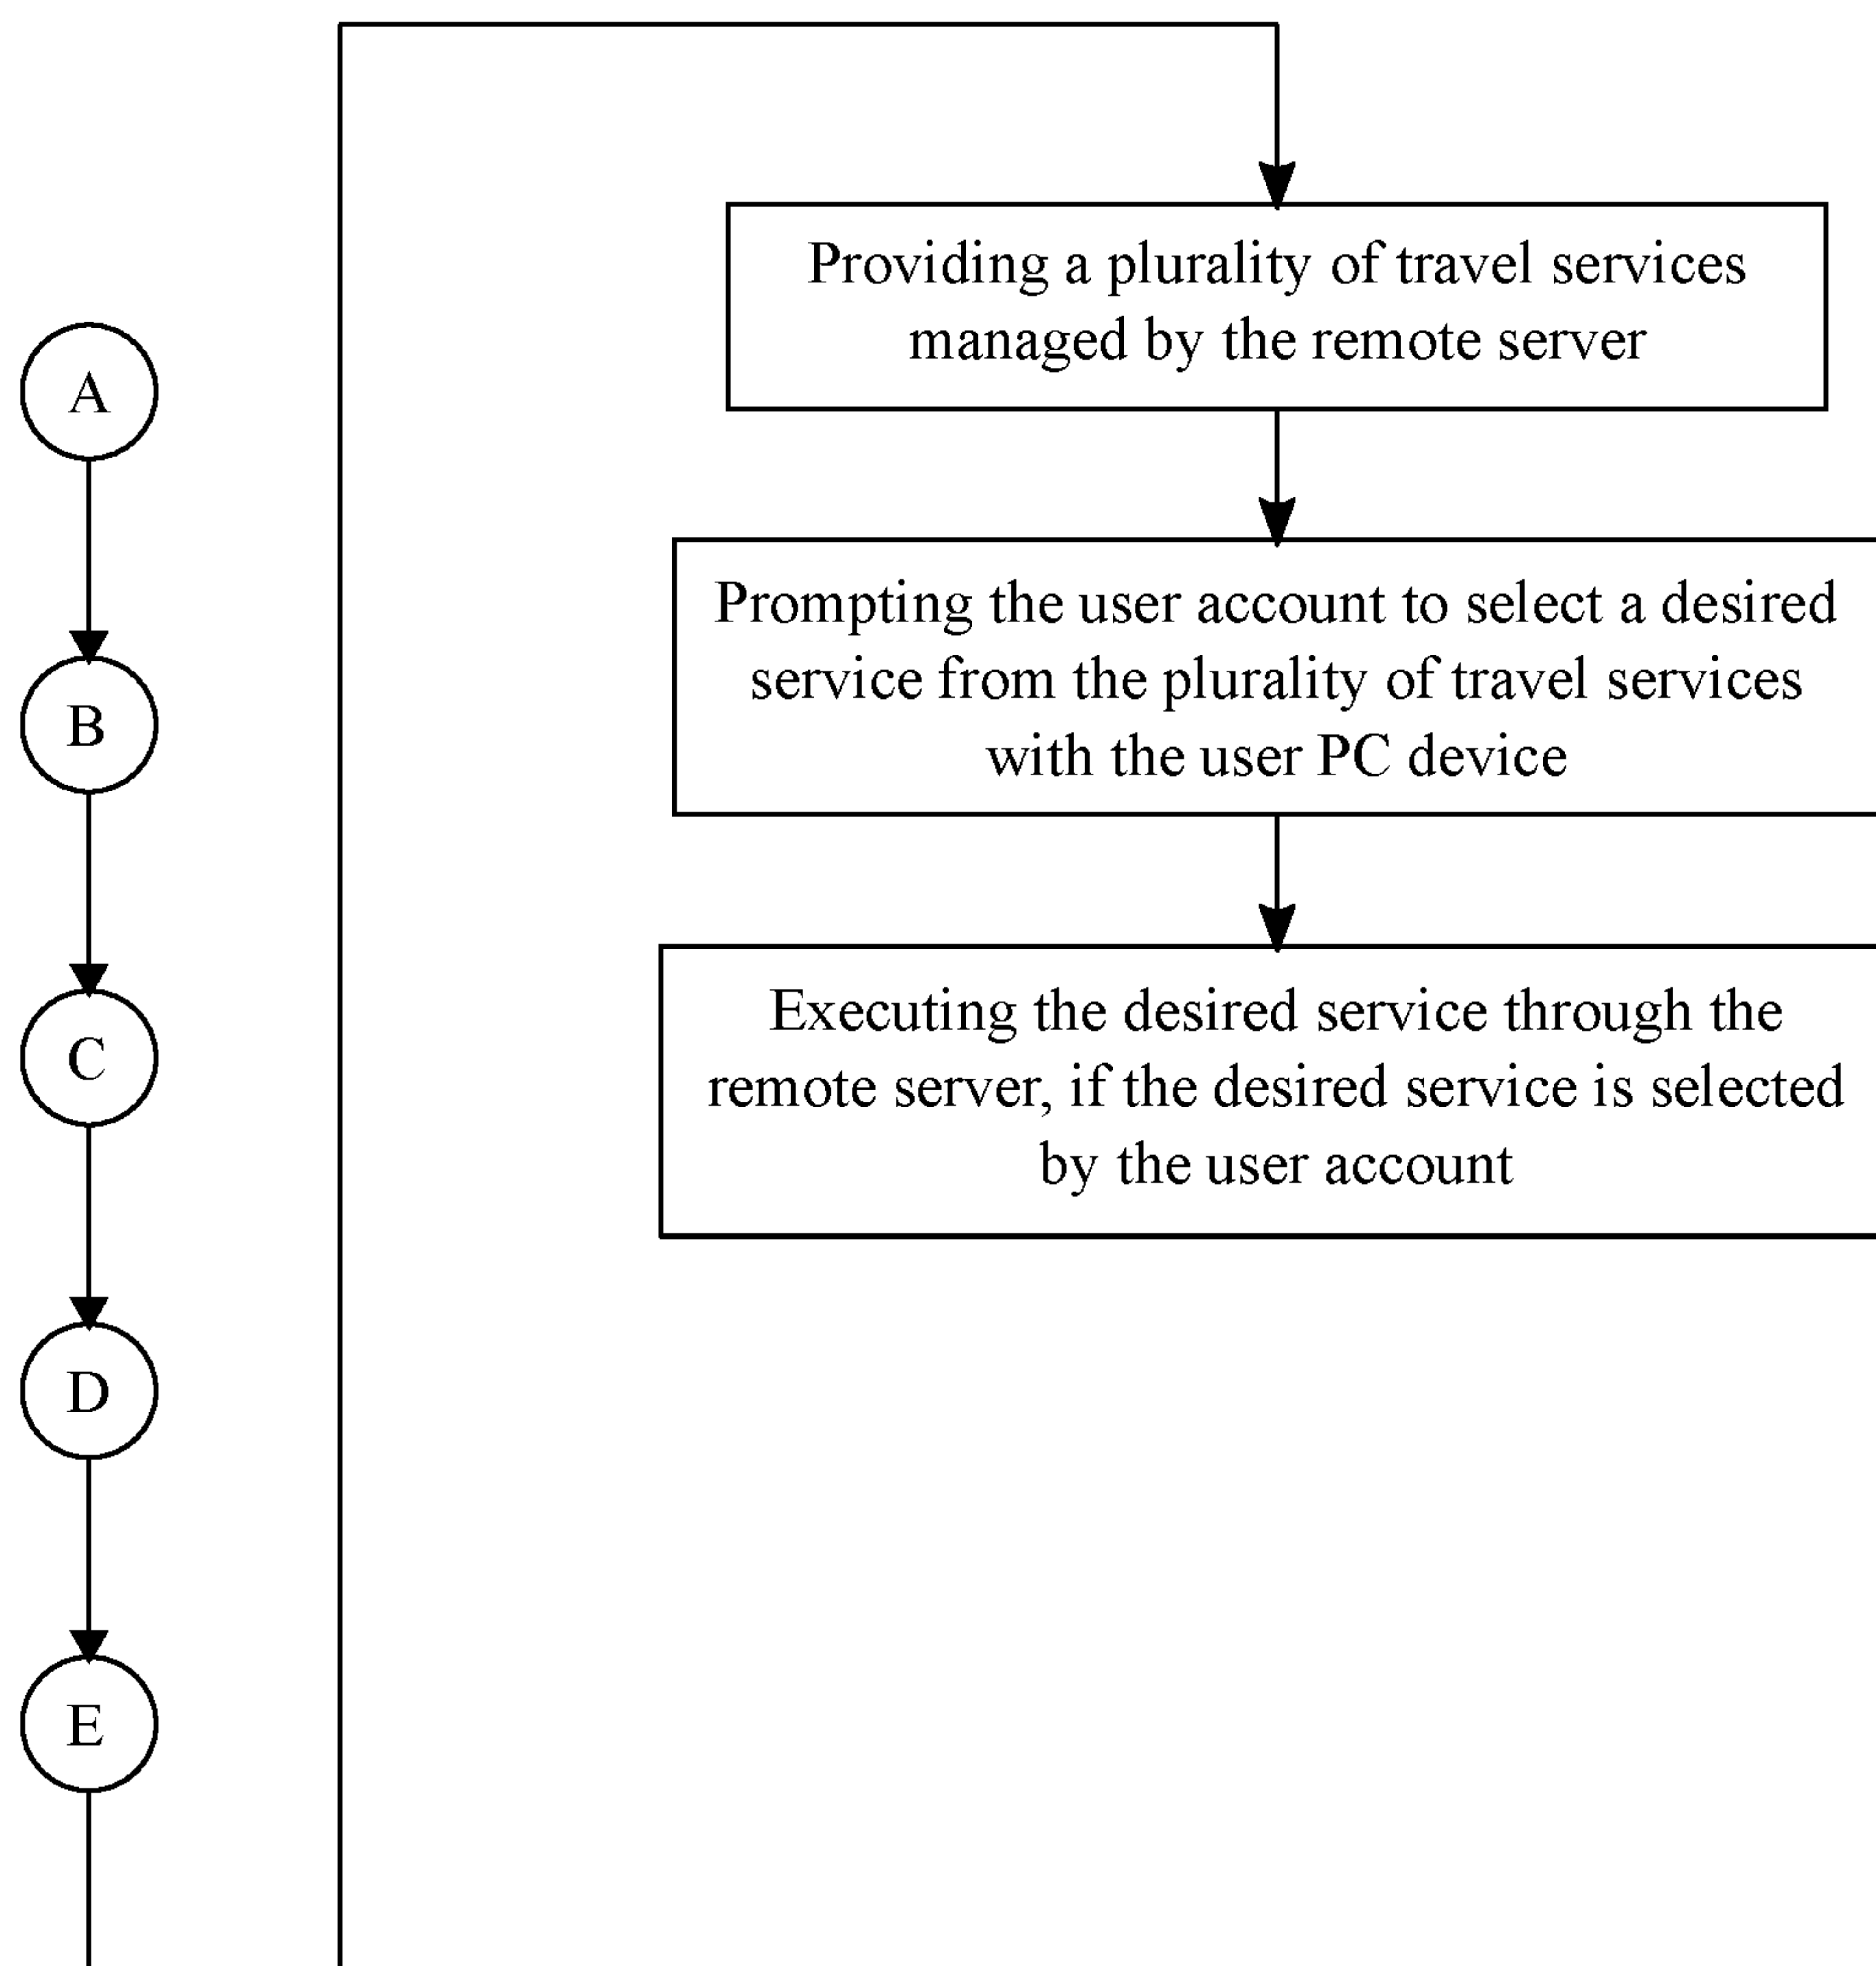 A
B
C
D
E
Providing a plurality of travel services
managed by the remote server
Prompting the user account to select a desired
service from the plurality of travel services
with the user PC device
Executing the desired service through the
remote server, if the desired service is selected
by the user account